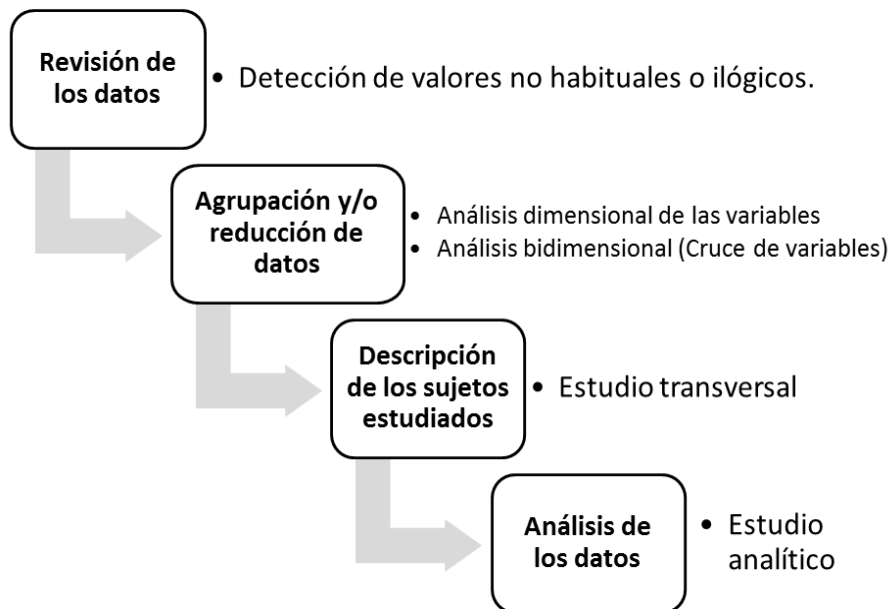 Revisión de
los datos
• Detección de valores no habituales o ilógicos.
Agrupación y/o
reducción de
datos
• Análisis dimensional de las variables
• Análisis bidimensional (Cruce de variables)
Descripción
de los sujetos
estudiados
• Estudio transversal
Análisis de
los datos
• Estudio
analítico